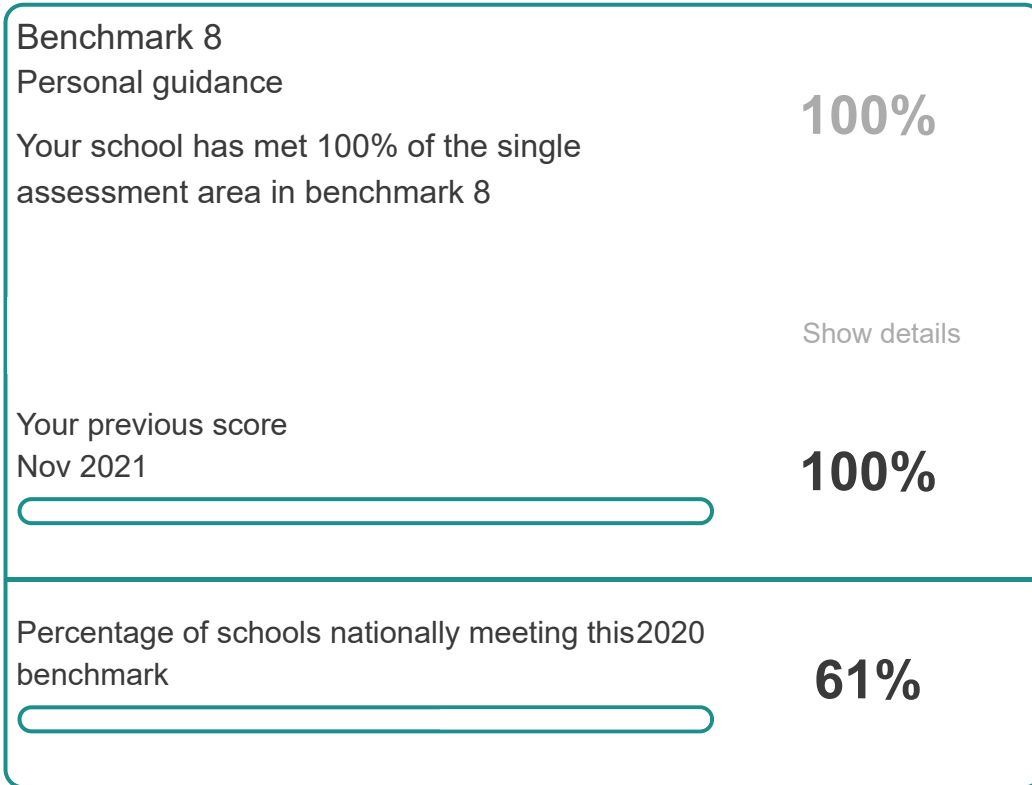 Benchmark 8
Personal guidance
100%
Your school has met 100% of the single
assessment area in benchmark 8
Show details
Your previous score
Nov 2021
100%
Percentage of schools nationally meeting this2020
benchmark
61%